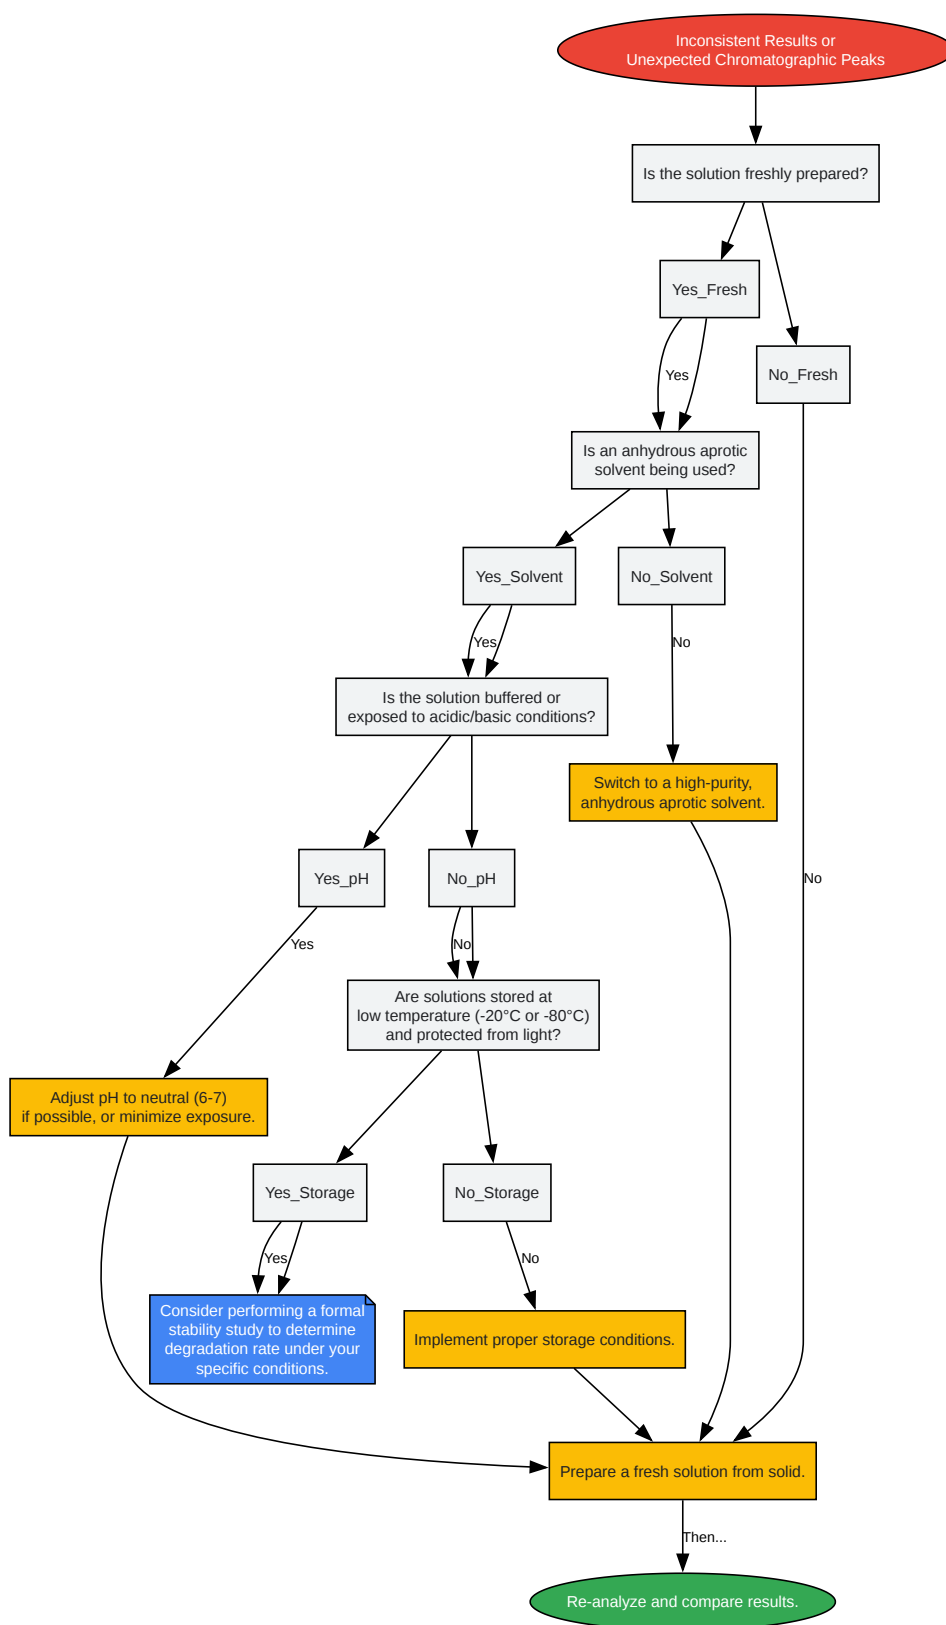 Inconsistent Results or
Unexpected Chromatographic Peaks
Is the solution freshly prepared?
Yes_Fresh
No_Fresh
Yes
Is an anhydrous aprotic
solvent being used?
Yes_Solvent
No_Solvent
Yes
No
Is the solution buffered or
exposed to acidic/basic conditions?
Switch to a high-purity,
anhydrous aprotic solvent.
Yes_pH
No_pH
No
Yes
No
Are solutions stored at
low temperature (-20°C or -80°C)
and protected from light?
Adjust pH to neutral (6-7)
if possible, or minimize exposure.
Yes_Storage
No_Storage
Yes
No
Consider performing a formal
stability study to determine
degradation rate under your
specific conditions.
Implement proper storage conditions.
Prepare a fresh solution from solid.
Then...
Re-analyze and compare results.